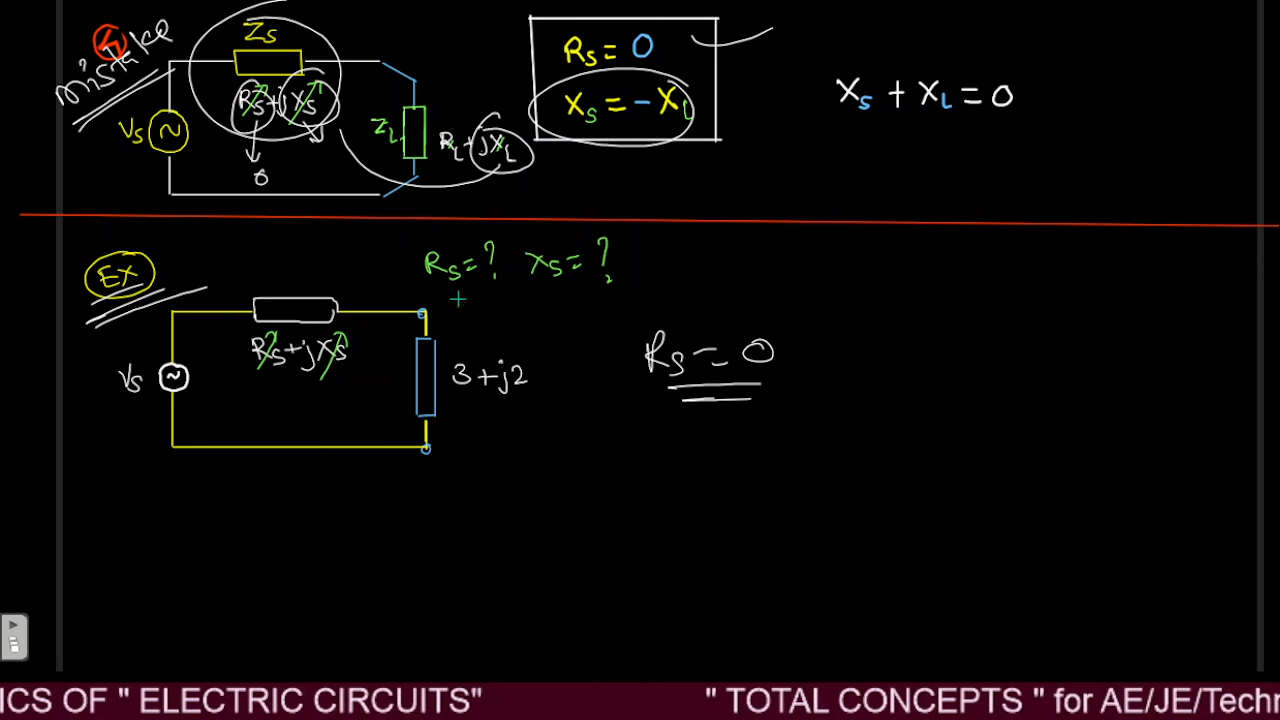 4
mistake
Zs
Rs+jXs
0
Vs
ZL
RL+jXL
Rs = 0
Xs = - XL
Xs + XL = 0
EX
Rs = ? Xs = ?
Rs+jXs
Vs
3+j2
Rs = 0
ICS OF " ELECTRIC CIRCUITS" " TOTAL CONCEPTS " for AE/JE/Techn